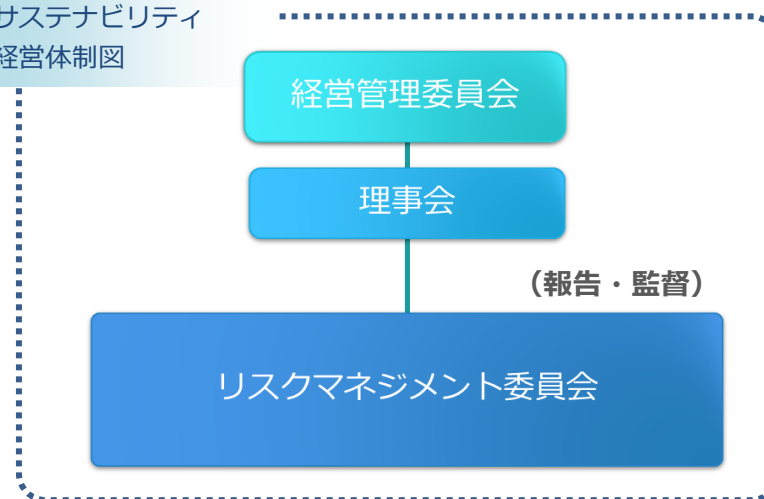 サステナビリティ
経営体制図
経営管理委員会
理事会
（報告・監督）
リスクマネジメント委員会